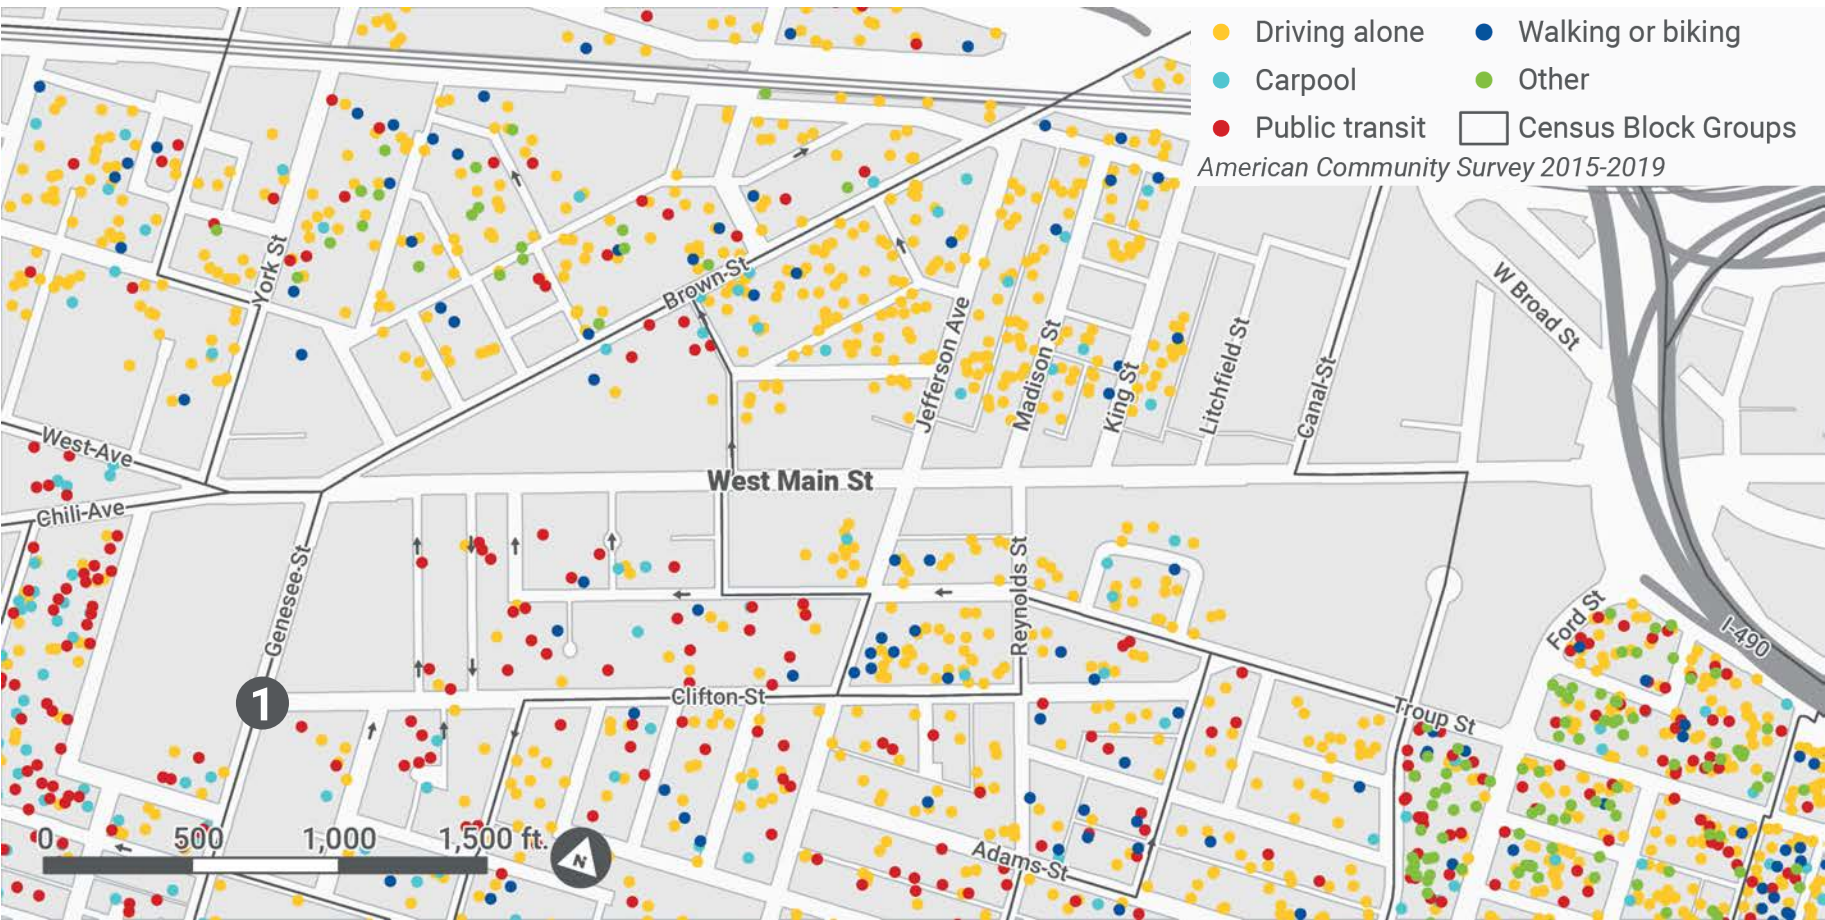 Driving alone
Walking or biking
Carpool
Other
Public transit
Census Block Groups
American Community Survey 2015-2019
York St
Brown St
W Broad St
Jefferson Ave
Madison St
King St
Litchfield St
Canal St
West Ave
West Main St
Chili Ave
Genesee St
Reynolds St
Ford St
I-490
1
Clifton St
Troup St
Adams St
0 500 1,000 1,500 ft.
N